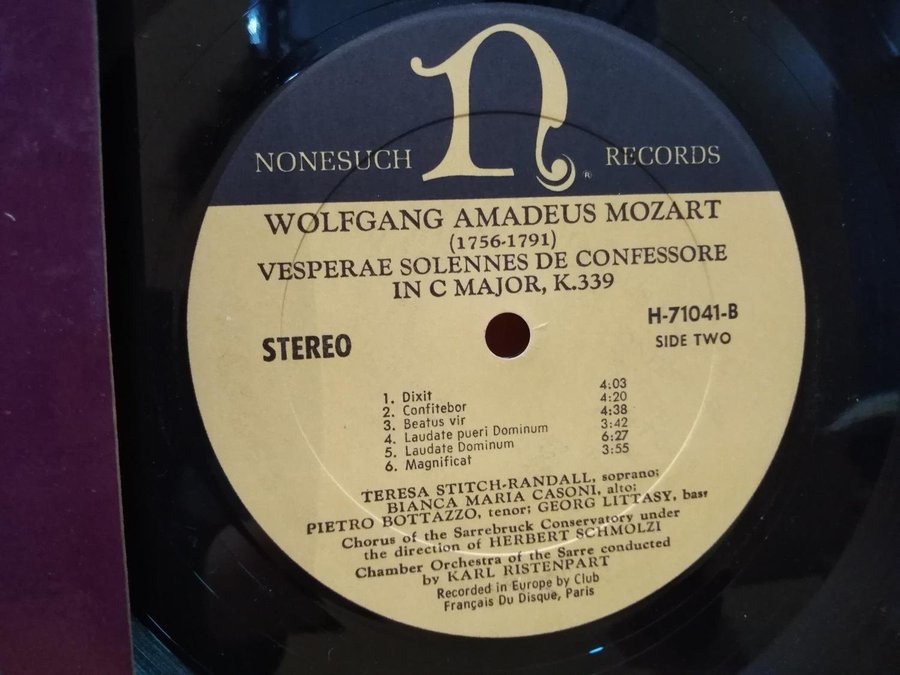 n
NONESUCH RECORDS
®
WOLFGANG AMADEUS MOZART
(1756-1791)
VESPERAE SOLENNES DE CONFESSORE
IN C MAJOR, K.339
STEREO
H-71041-B
SIDE TWO
1. Dixit 4:03
2. Confitebor 4:20
3. Beatus vir 4:38
4. Laudate pueri Dominum 3:42
5. Laudate Dominum 6:27
6. Magnificat 3:55
TERESA STITCH-RANDALL, soprano;
BIANCA MARIA CASONI, alto;
PIETRO BOTTAZZO, tenor; GEORG LITTASY, bass
Chorus of the Sarrebruck Conservatory under
the direction of HERBERT SCHMOLZI
Chamber Orchestra of the Sarre conducted
by KARL RISTENPART
Recorded in Europe by Club
Français Du Disque, Paris